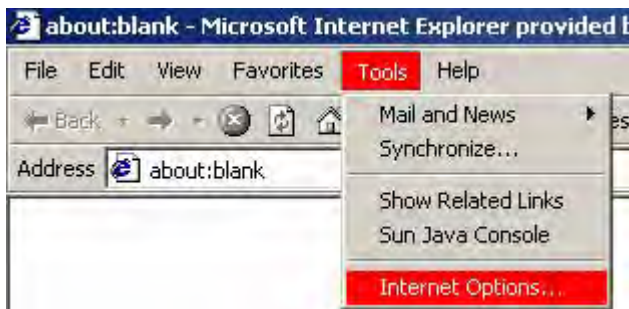 about:blank - Microsoft Internet Explorer provided
File Edit View Favorites Tools Help
Back
Mail and News
Synchronize...
Address about:blank
Show Related Links
Sun Java Console
Internet Options...